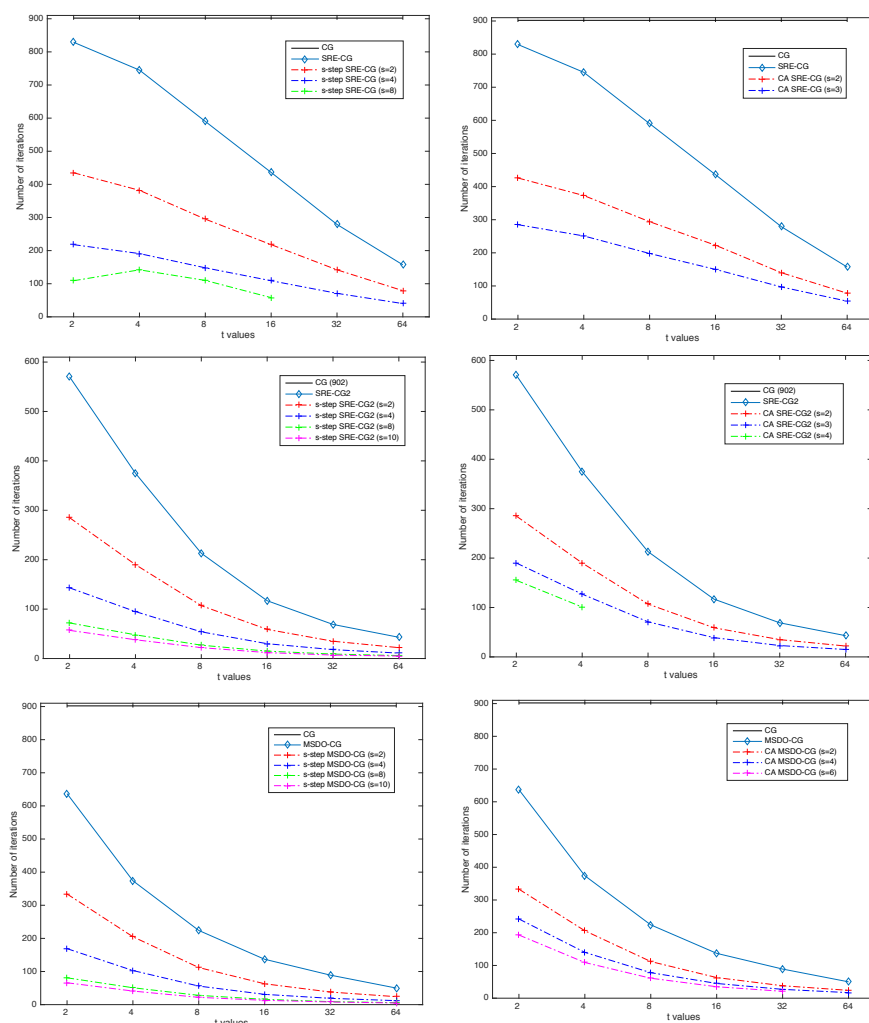 900
800
700
600
500
400
300
200
100
0
Number of iterations
2 4 8 16 32 64
t values
CG
SRE-CG
s-step SRE-CG (s=2)
s-step SRE-CG (s=4)
s-step SRE-CG (s=8)
900
800
700
600
500
400
300
200
100
0
Number of iterations
2 4 8 16 32 64
t values
CG
SRE-CG
CA SRE-CG (s=2)
CA SRE-CG (s=3)
600
500
400
300
200
100
0
Number of iterations
2 4 8 16 32 64
t values
CG (902)
SRE-CG2
s-step SRE-CG2 (s=2)
s-step SRE-CG2 (s=4)
s-step SRE-CG2 (s=8)
s-step SRE-CG2 (s=10)
600
500
400
300
200
100
0
Number of iterations
2 4 8 16 32 64
t values
CG (902)
SRE-CG2
CA SRE-CG2 (s=2)
CA SRE-CG2 (s=3)
CA SRE-CG2 (s=4)
900
800
700
600
500
400
300
200
100
0
Number of iterations
2 4 8 16 32 64
t values
CG
MSDO-CG
s-step MSDO-CG (s=2)
s-step MSDO-CG (s=4)
s-step MSDO-CG (s=8)
s-step MSDO-CG (s=10)
900
800
700
600
500
400
300
200
100
0
Number of iterations
2 4 8 16 32 64
t values
CG
MSDO-CG
CA MSDO-CG (s=2)
CA MSDO-CG (s=4)
CA MSDO-CG (s=6)